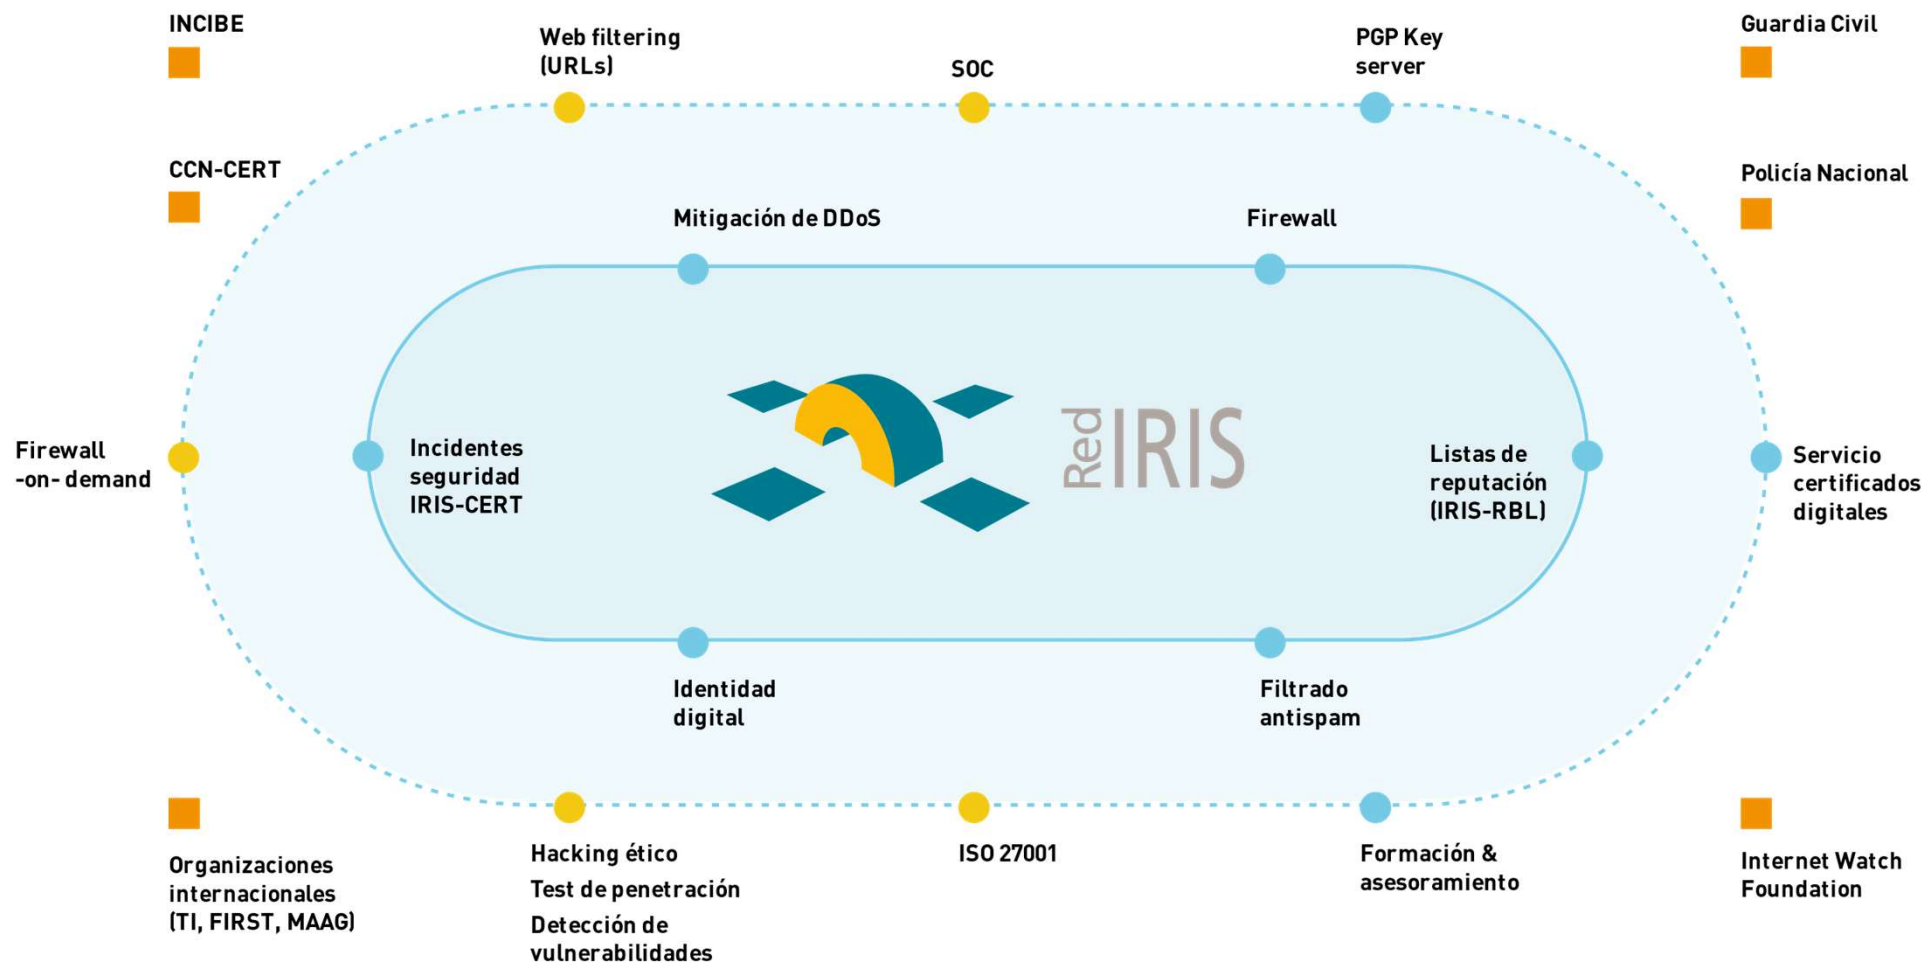 INCIBE
Web filtering
(URLs)
SOC
PGP Key
server
Guardia Civil
CCN-CERT
Policía Nacional
Mitigación de DDoS
Firewall
Firewall
-on- demand
Incidentes
seguridad
IRIS-CERT
Red IRIS
Listas de
reputación
(IRIS-RBL)
Servicio
certificados
digitales
Identidad
digital
Filtrado
antispam
Organizaciones
internacionales
(TI, FIRST, MAAG)
Hacking ético
Test de penetración
Detección de
vulnerabilidades
ISO 27001
Formación &
asesoramiento
Internet Watch
Foundation